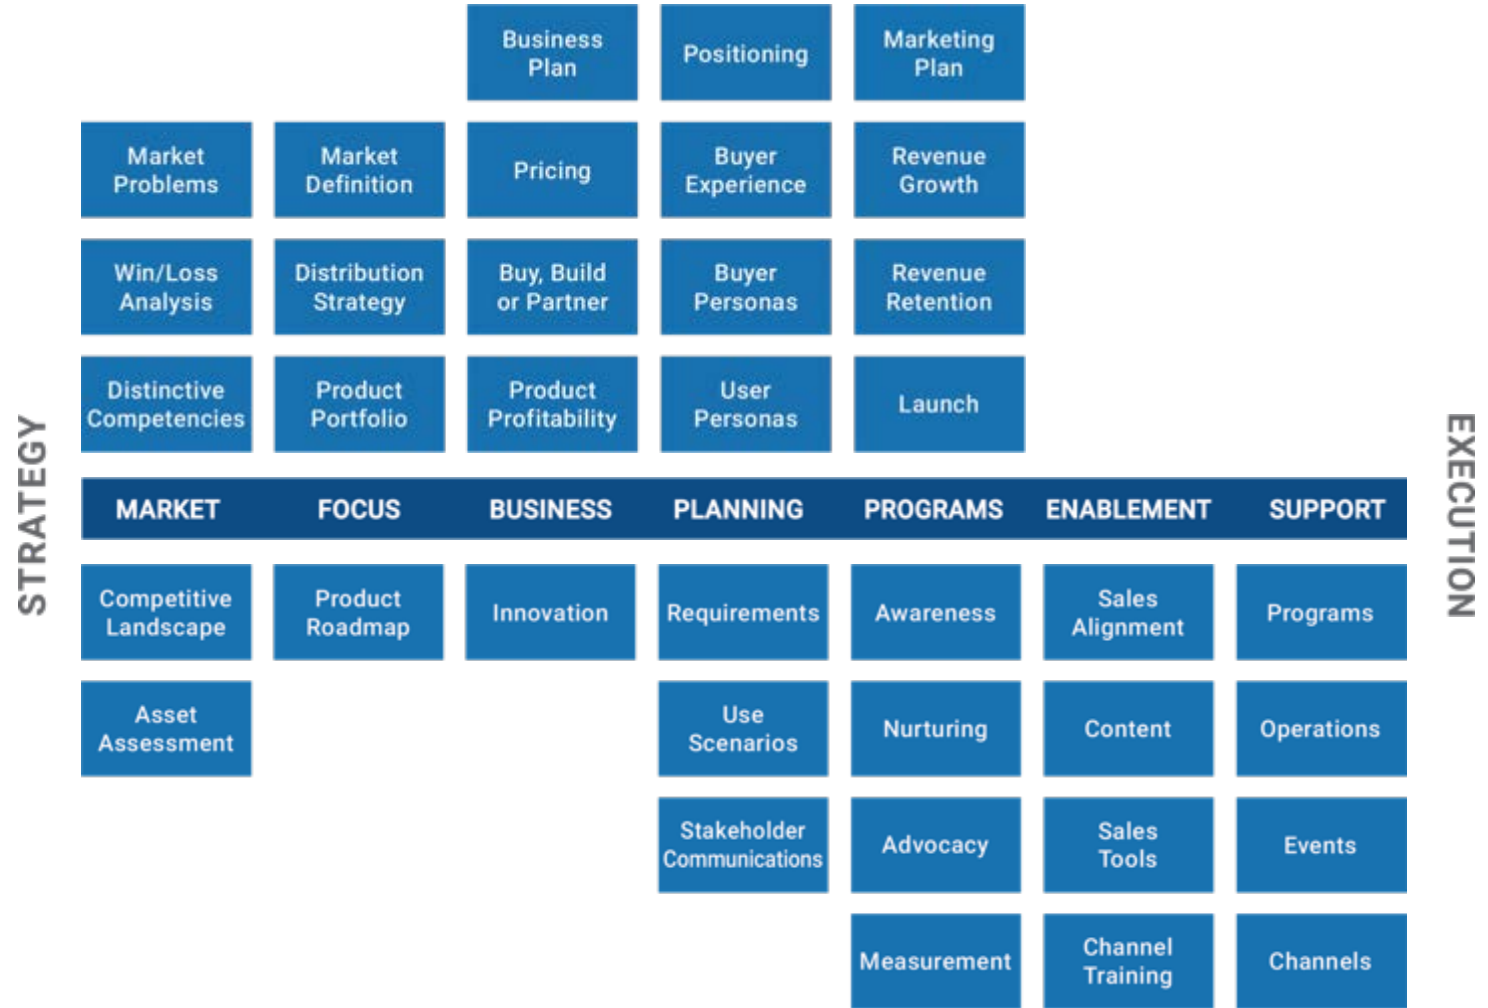 Business
Plan
Positioning
Marketing
Plan
Market
Problems
Market
Definition
Pricing
Buyer
Experience
Revenue
Growth
Win/Loss
Analysis
Distribution
Strategy
Buy, Build
or Partner
Buyer
Personas
Revenue
Retention
Distinctive
Competencies
Product
Portfolio
Product
Profitability
User
Personas
Launch
STRATEGY
MARKET
FOCUS
BUSINESS
PLANNING
PROGRAMS
ENABLEMENT
SUPPORT
EXECUTION
Competitive
Landscape
Product
Roadmap
Innovation
Requirements
Awareness
Sales
Alignment
Programs
Asset
Assessment
Use
Scenarios
Nurturing
Content
Operations
Stakeholder
Communications
Advocacy
Sales
Tools
Events
Measurement
Channel
Training
Channels